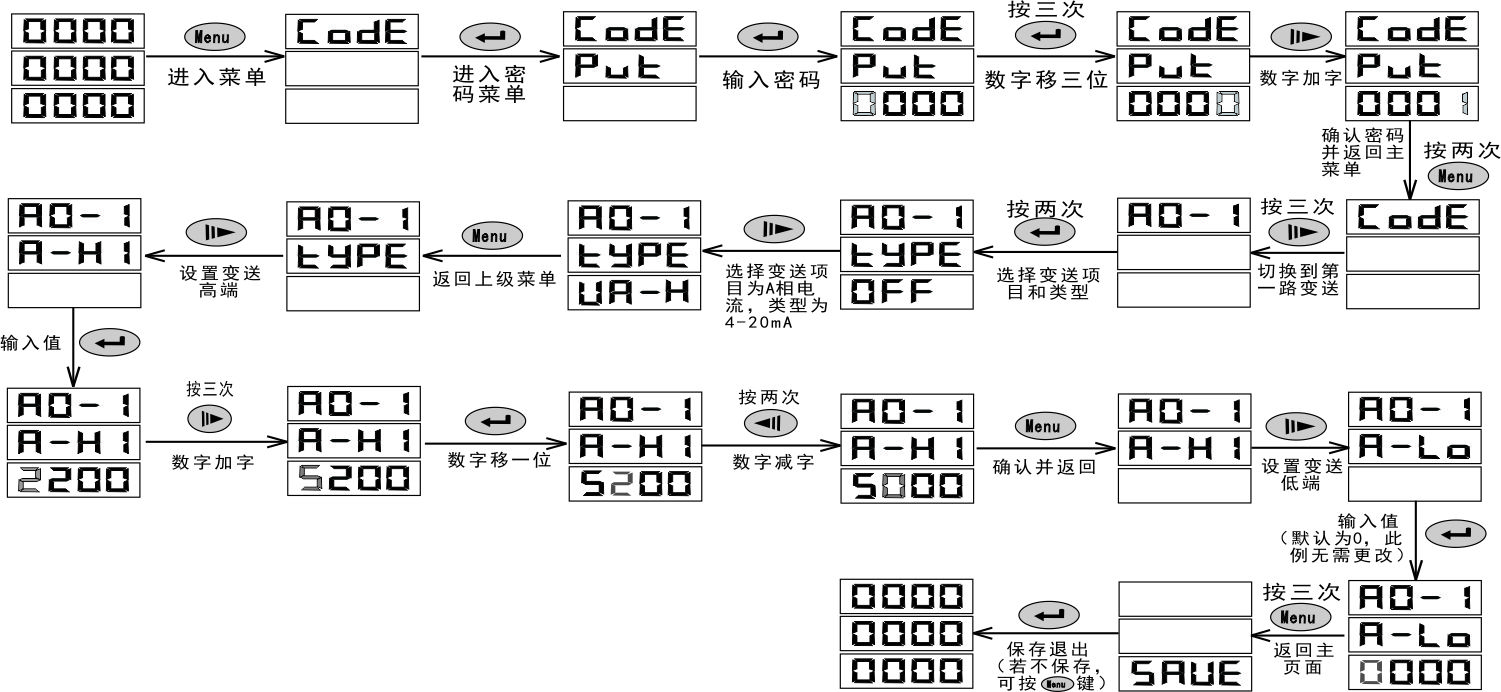 0000
0000
0000
Menu
进入菜单
CodE
进入密
码菜单
CodE
Put
输入密码
CodE
Put
0000
按三次
数字移三位
CodE
Put
0000
数字加字
CodE
Put
0001
确认密码
并返回主
菜单
按两次
Menu
CodE
按三次
切换到第
一路变送
AO-1
按两次
选择变送项
目和类型
AO-1
tYPE
OFF
选择变送项
目为A相电
流，类型为
4-20mA
AO-1
tYPE
UA-H
Menu
返回上级菜单
AO-1
tYPE
设置变送
高端
AO-1
A-H1
输入值
AO-1
A-H1
2200
按三次
数字加字
AO-1
A-H1
5200
数字移一位
AO-1
A-H1
5200
按两次
数字减字
AO-1
A-H1
5000
Menu
确认并返回
AO-1
A-H1
设置变送
低端
AO-1
A-Lo
输入值
（默认为0，此
例无需更改）
AO-1
A-Lo
0000
按三次
Menu
返回主
页面
SAUE
保存退出
（若不保存，
可按 Menu 键）
0000
0000
0000